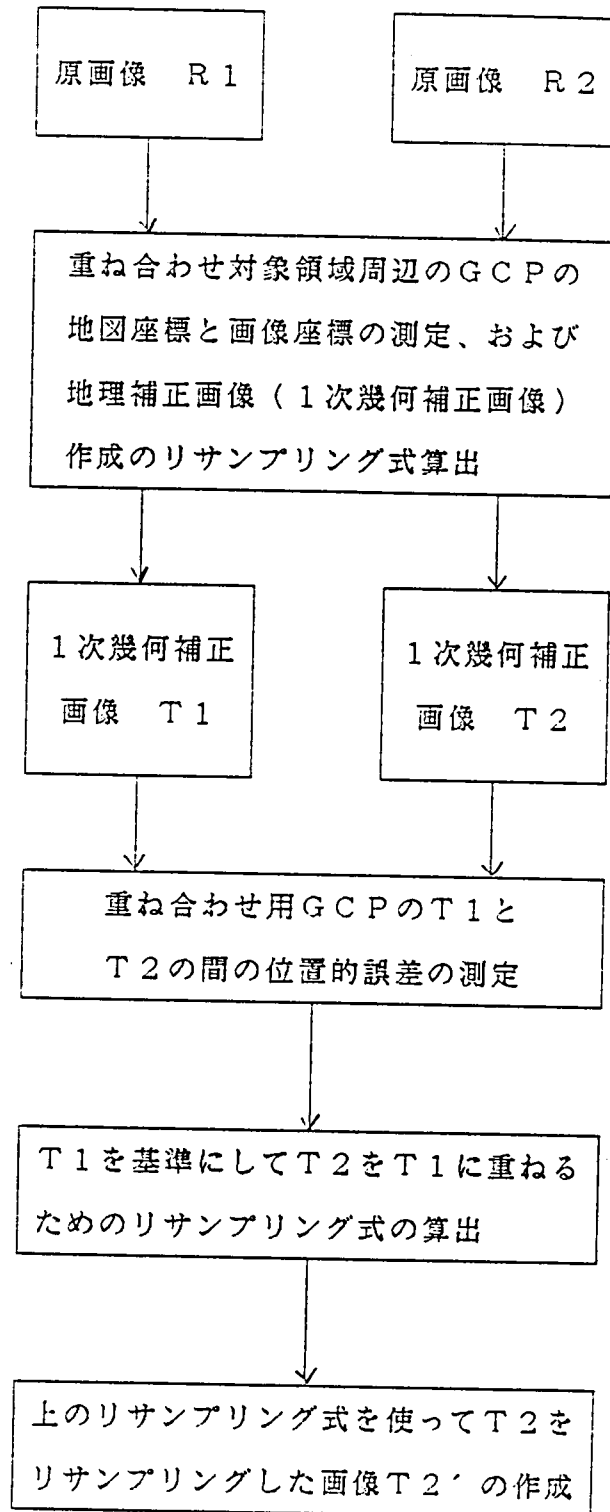 原画像　R1
原画像　R2
重ね合わせ対象領域周辺のGCPの
地図座標と画像座標の測定、および
地理補正画像（1次幾何補正画像）
作成のリサンプリング式算出
1次幾何補正
画像　T1
1次幾何補正
画像　T2
重ね合わせ用GCPのT1と
T2の間の位置的誤差の測定
T1を基準にしてT2をT1に重ねる
ためのリサンプリング式の算出
上のリサンプリング式を使ってT2を
リサンプリングした画像T2´の作成